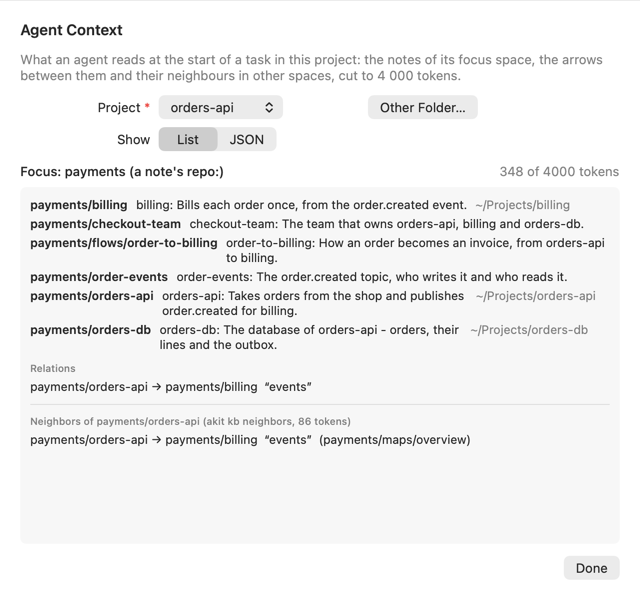 Agent Context
What an agent reads at the start of a task in this project: the notes of its focus space, the arrows
between them and their neighbours in other spaces, cut to 4 000 tokens.
Project * orders-api Other Folder...
Show List JSON
Focus: payments (a note's repo:) 348 of 4000 tokens
payments/billing billing: Bills each order once, from the order.created event. ~/Projects/billing
payments/checkout-team checkout-team: The team that owns orders-api, billing and orders-db.
payments/flows/order-to-billing order-to-billing: How an order becomes an invoice, from orders-api
to billing.
payments/order-events order-events: The order.created topic, who writes it and who reads it.
payments/orders-api orders-api: Takes orders from the shop and publishes ~/Projects/orders-api
order.created for billing.
payments/orders-db orders-db: The database of orders-api - orders, their ~/Projects/orders-db
lines and the outbox.
Relations
payments/orders-api → payments/billing “events”
Neighbors of payments/orders-api (akit kb neighbors, 86 tokens)
payments/orders-api → payments/billing “events” (payments/maps/overview)
Done